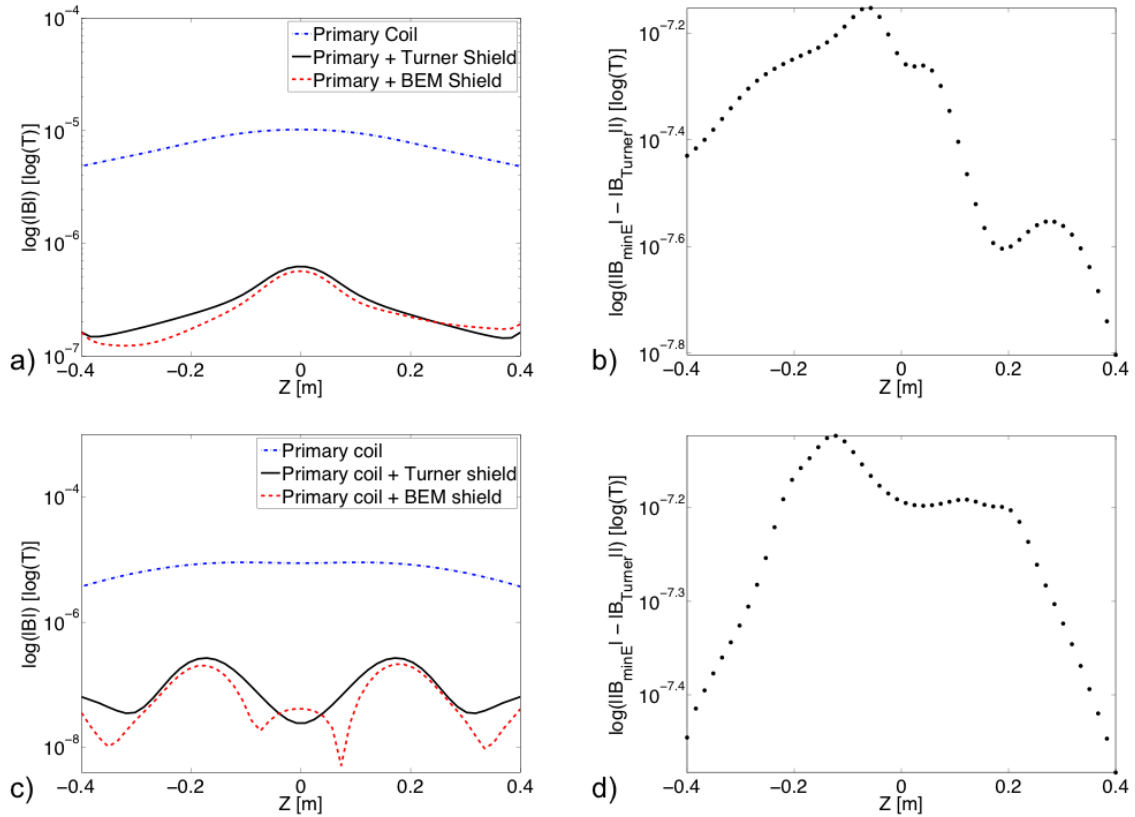 10^-4
Primary Coil
Primary + Turner Shield
Primary + BEM Shield
10^-5
10^-6
10^-7
log(|B|) [log(T)]
−0.4 −0.2 0 0.2 0.4
Z [m]
a)
10^-7.2
10^-7.4
10^-7.6
10^-7.8
log(||B_minE| − |B_Turner||) [log(T)]
−0.4 −0.2 0 0.2 0.4
Z [m]
b)
Primary coil
Primary coil + Turner shield
Primary coil + BEM shield
10^-4
10^-6
10^-8
log(|B|) [log(T)]
−0.4 −0.2 0 0.2 0.4
Z [m]
c)
10^-7.2
10^-7.3
10^-7.4
log(||B_minE| − |B_Turner||) [log(T)]
−0.4 −0.2 0 0.2 0.4
Z [m]
d)